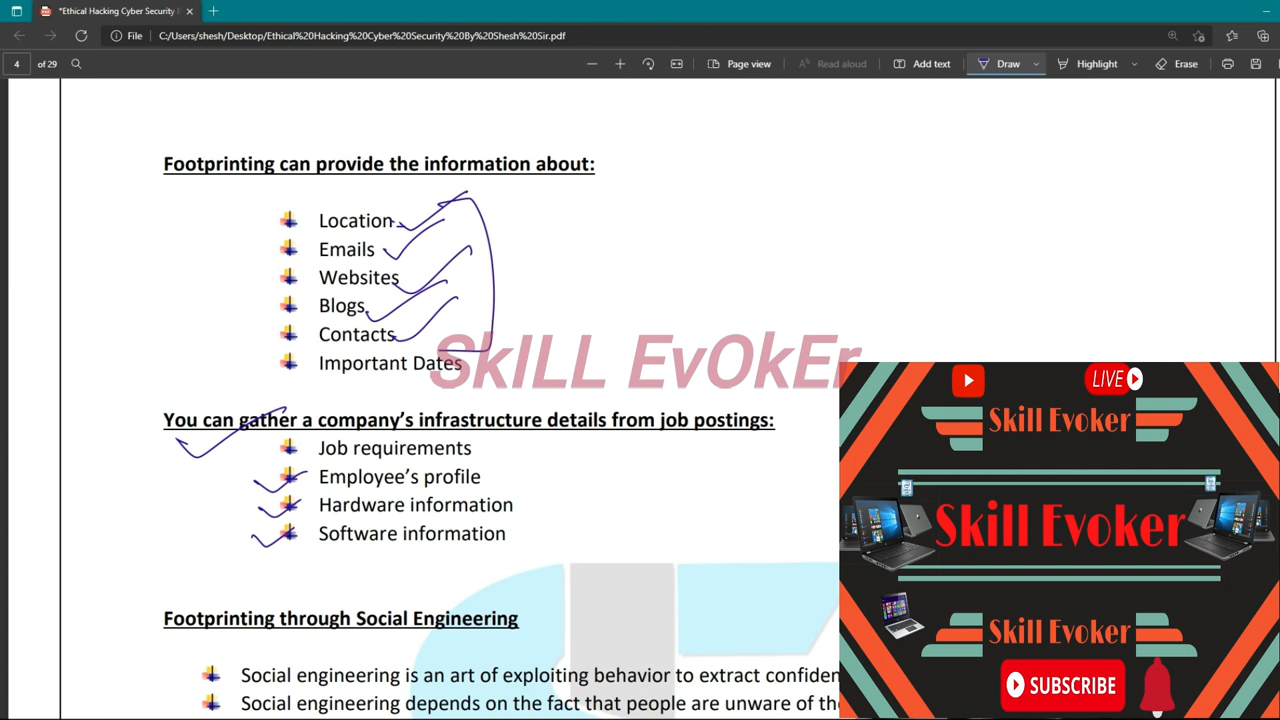 *Ethical Hacking Cyber Security
File C:/Users/shesh/Desktop/Ethical%20Hacking%20Cyber%20Security%20By%20Shesh%20Sir.pdf
4 of 29 Page view Read aloud Add text Draw Highlight Erase
Footprinting can provide the information about:
Location
Emails
Websites
Blogs
Contacts
Important Dates
SkILL EvOkEr
You can gather a company's infrastructure details from job postings:
Job requirements
Employee's profile
Hardware information
Software information
Footprinting through Social Engineering
Social engineering is an art of exploiting behavior to extract confiden
Social engineering depends on the fact that people are unware of the
LIVE
Skill Evoker
Skill Evoker
Skill Evoker
SUBSCRIBE